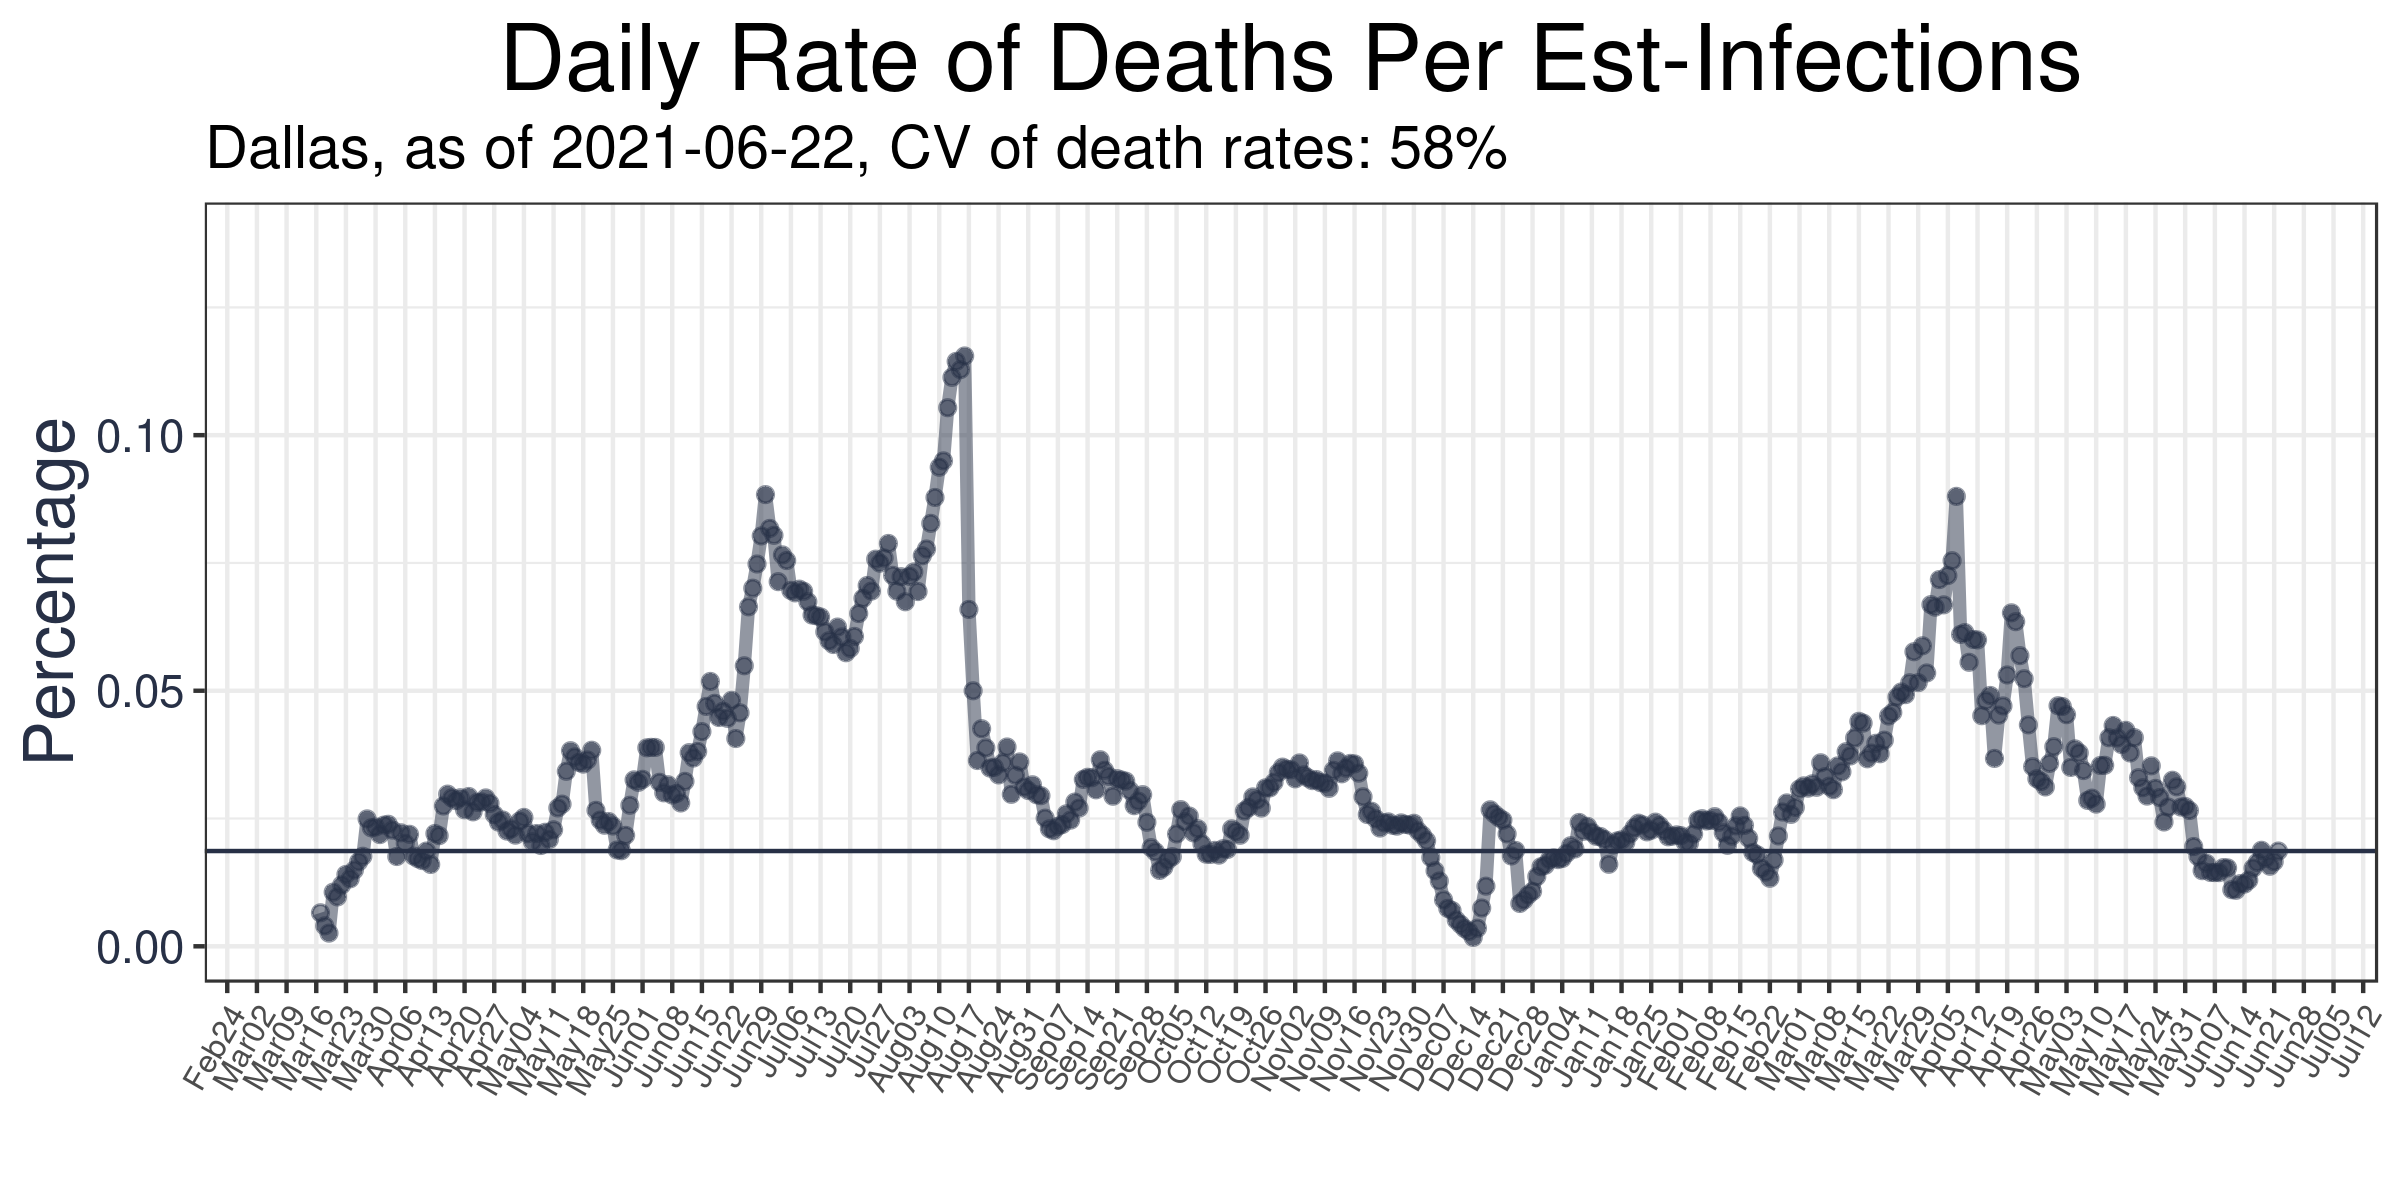 Daily Rate of Deaths Per Est-Infections
Dallas, as of 2021-06-22, CV of death rates: 58%
Percentage
0.10
0.05
0.00
Feb24
Mar02
Mar09
Mar16
Mar23
Mar30
Apr06
Apr13
Apr20
Apr27
May04
May11
May18
May25
Jun01
Jun08
Jun15
Jun22
Jun29
Jul06
Jul13
Jul20
Jul27
Aug03
Aug10
Aug17
Aug24
Aug31
Sep07
Sep14
Sep21
Sep28
Oct05
Oct12
Oct19
Oct26
Nov02
Nov09
Nov16
Nov23
Nov30
Dec07
Dec14
Dec21
Dec28
Jan04
Jan11
Jan18
Jan25
Feb01
Feb08
Feb15
Feb22
Mar01
Mar08
Mar15
Mar22
Mar29
Apr05
Apr12
Apr19
Apr26
May03
May10
May17
May24
May31
Jun07
Jun14
Jun21
Jun28
Jul05
Jul12